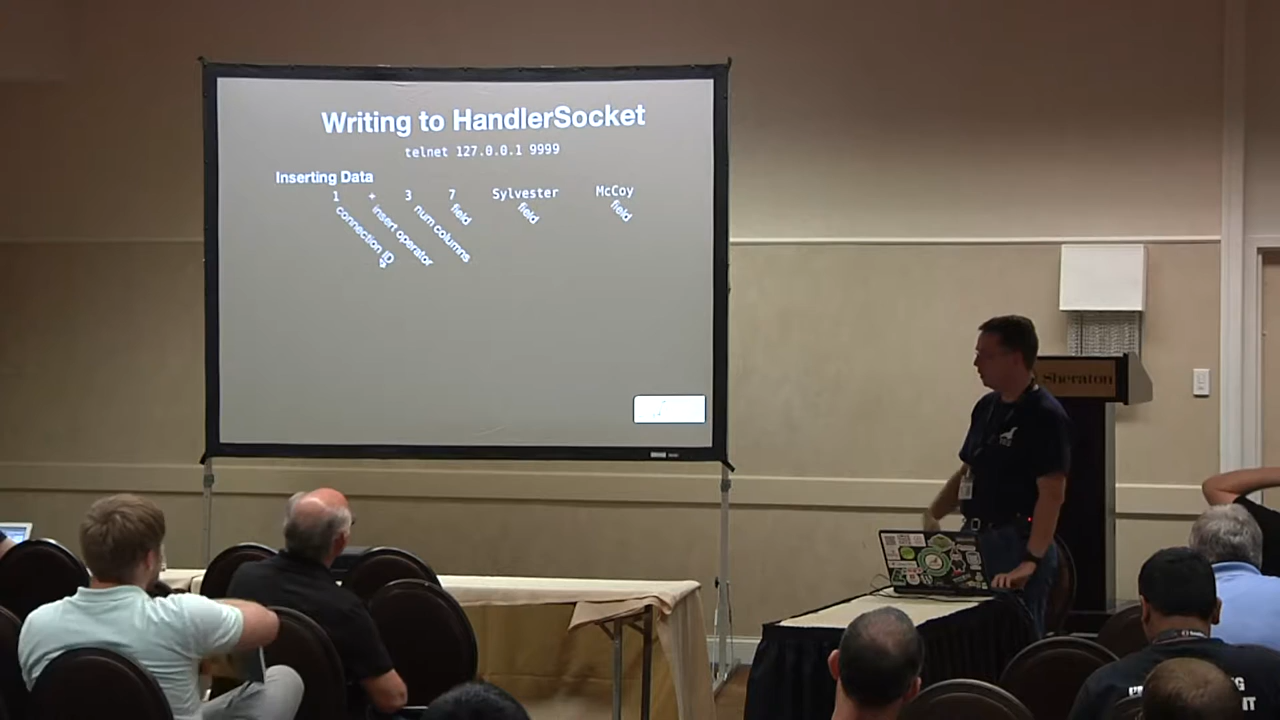 Writing to HandlerSocket
telnet 127.0.0.1 9999
Inserting Data
1 + 3 7 Sylvester McCoy
connection ID insert operator num columns field field field
Sheraton
IT